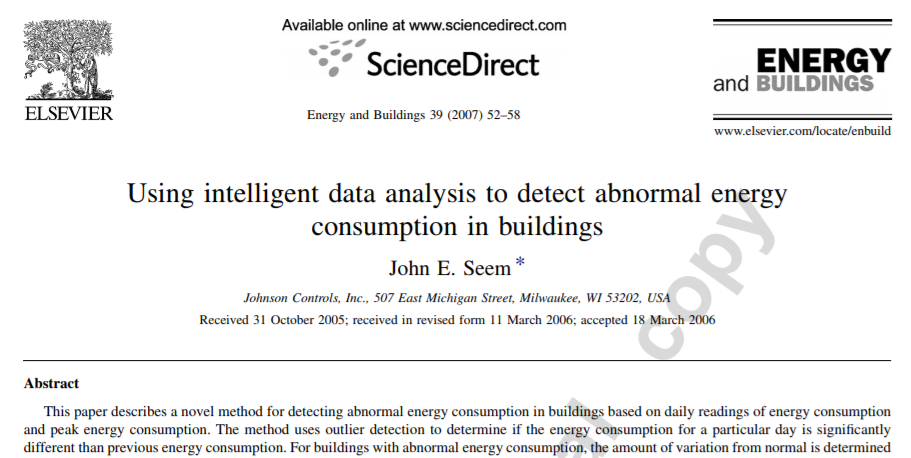 Available online at www.sciencedirect.com
ScienceDirect
ELSEVIER
Energy and Buildings 39 (2007) 52–58
ENERGY
and BUILDINGS
www.elsevier.com/locate/enbuild
Using intelligent data analysis to detect abnormal energy
consumption in buildings
John E. Seem *
Johnson Controls, Inc., 507 East Michigan Street, Milwaukee, WI 53202, USA
Received 31 October 2005; received in revised form 11 March 2006; accepted 18 March 2006
copy
Abstract
This paper describes a novel method for detecting abnormal energy consumption in buildings based on daily readings of energy consumption
and peak energy consumption. The method uses outlier detection to determine if the energy consumption for a particular day is significantly
different than previous energy consumption. For buildings with abnormal energy consumption, the amount of variation from normal is determined
al